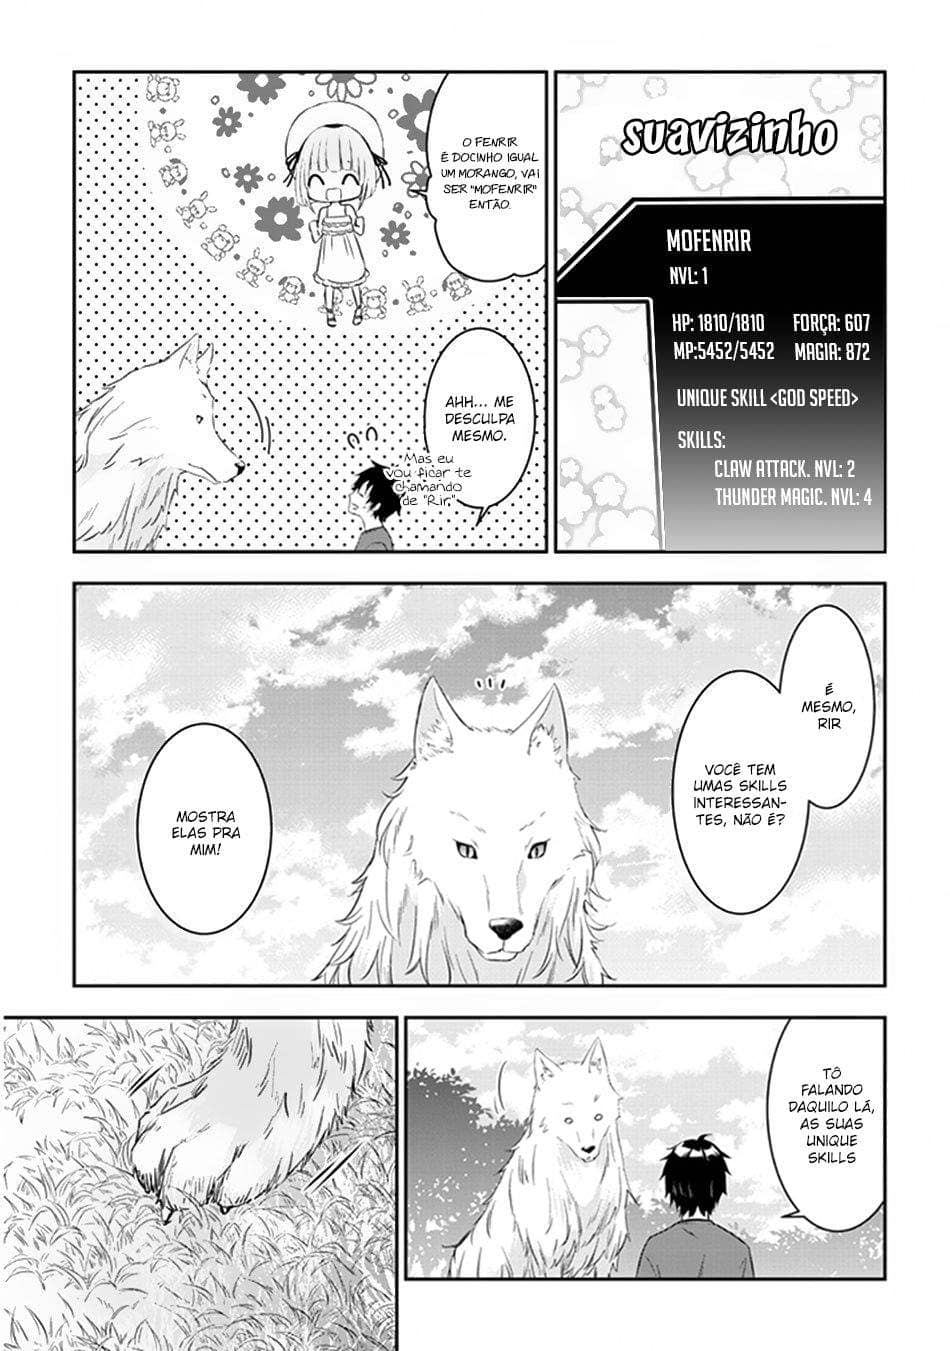 suavizinho
MOFENRIR
NVL: 1
HP: 1810/1810 FORÇA: 607
MP:5452/5452 MAGIA: 872
UNIQUE SKILL <GOD SPEED>
SKILLS:
CLAW ATTACK. NVL: 2
THUNDER MAGIC. NVL: 4
O FENRIR
É DOCINHO IGUAL
UM MORANGO, VAI
SER "MOFENRIR"
ENTÃO.
AHH... ME
DESCULPA
MESMO.
Mas eu
vou ficar te
chamando
de "Rir"
É
MESMO,
RIR
VOCÊ TEM
UMAS SKILLS
INTERESSAN-
TES, NÃO É?
MOSTRA
ELAS PRA
MIM!
TÔ
FALANDO
DAQUILO LÁ,
AS SUAS
UNIQUE
SKILLS